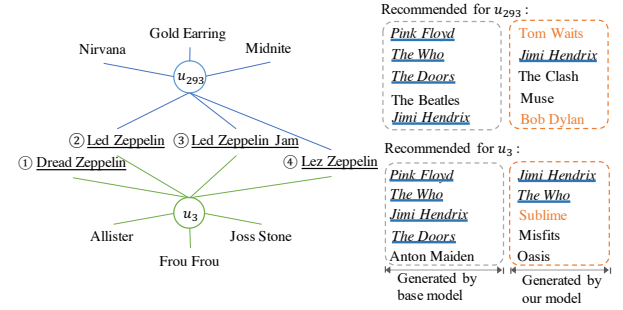 Gold Earring
Nirvana
Midnite
u₂₉₃
② Led Zeppelin
③ Led Zeppelin Jam
① Dread Zeppelin
④ Lez Zeppelin
u₃
Allister
Joss Stone
Frou Frou
Recommended for u₂₉₃ :
Pink Floyd
The Who
The Doors
The Beatles
Jimi Hendrix
Tom Waits
Jimi Hendrix
The Clash
Muse
Bob Dylan
Recommended for u₃ :
Pink Floyd
The Who
Jimi Hendrix
The Doors
Anton Maiden
Jimi Hendrix
The Who
Sublime
Misfits
Oasis
Generated by
base model
Generated by
our model